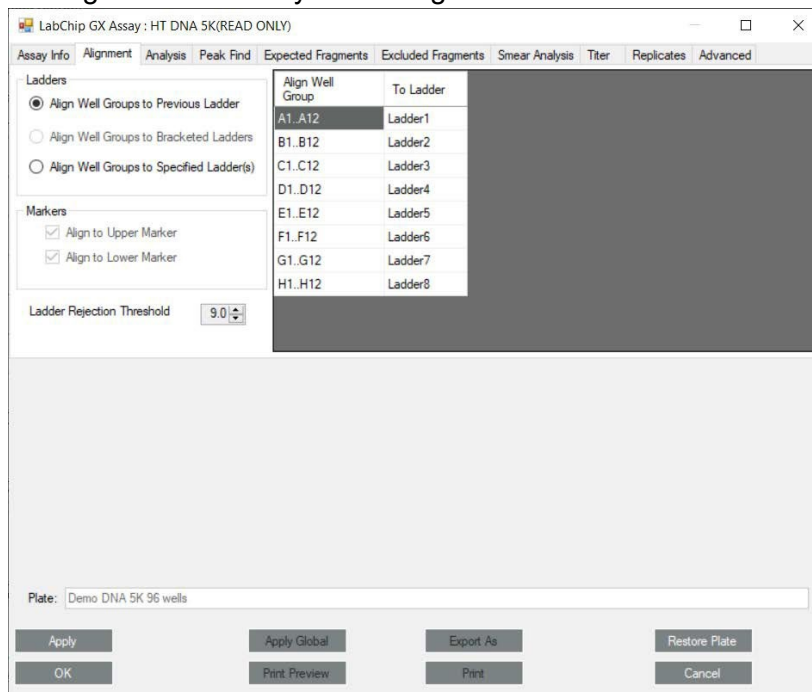 LabChip GX Assay : HT DNA 5K(READ ONLY)
Assay Info Alignment Analysis Peak Find Expected Fragments Excluded Fragments Smear Analysis Titer Replicates Advanced
Ladders
Align Well Groups to Previous Ladder
Align Well Groups to Bracketed Ladders
Align Well Groups to Specified Ladder(s)
Markers
Align to Upper Marker
Align to Lower Marker
Ladder Rejection Threshold 9.0
Align Well Group To Ladder
A1..A12 Ladder1
B1..B12 Ladder2
C1..C12 Ladder3
D1..D12 Ladder4
E1..E12 Ladder5
F1..F12 Ladder6
G1..G12 Ladder7
H1..H12 Ladder8
Plate: Demo DNA 5K 96 wells
Apply Apply Global Export As Restore Plate
OK Print Preview Print Cancel